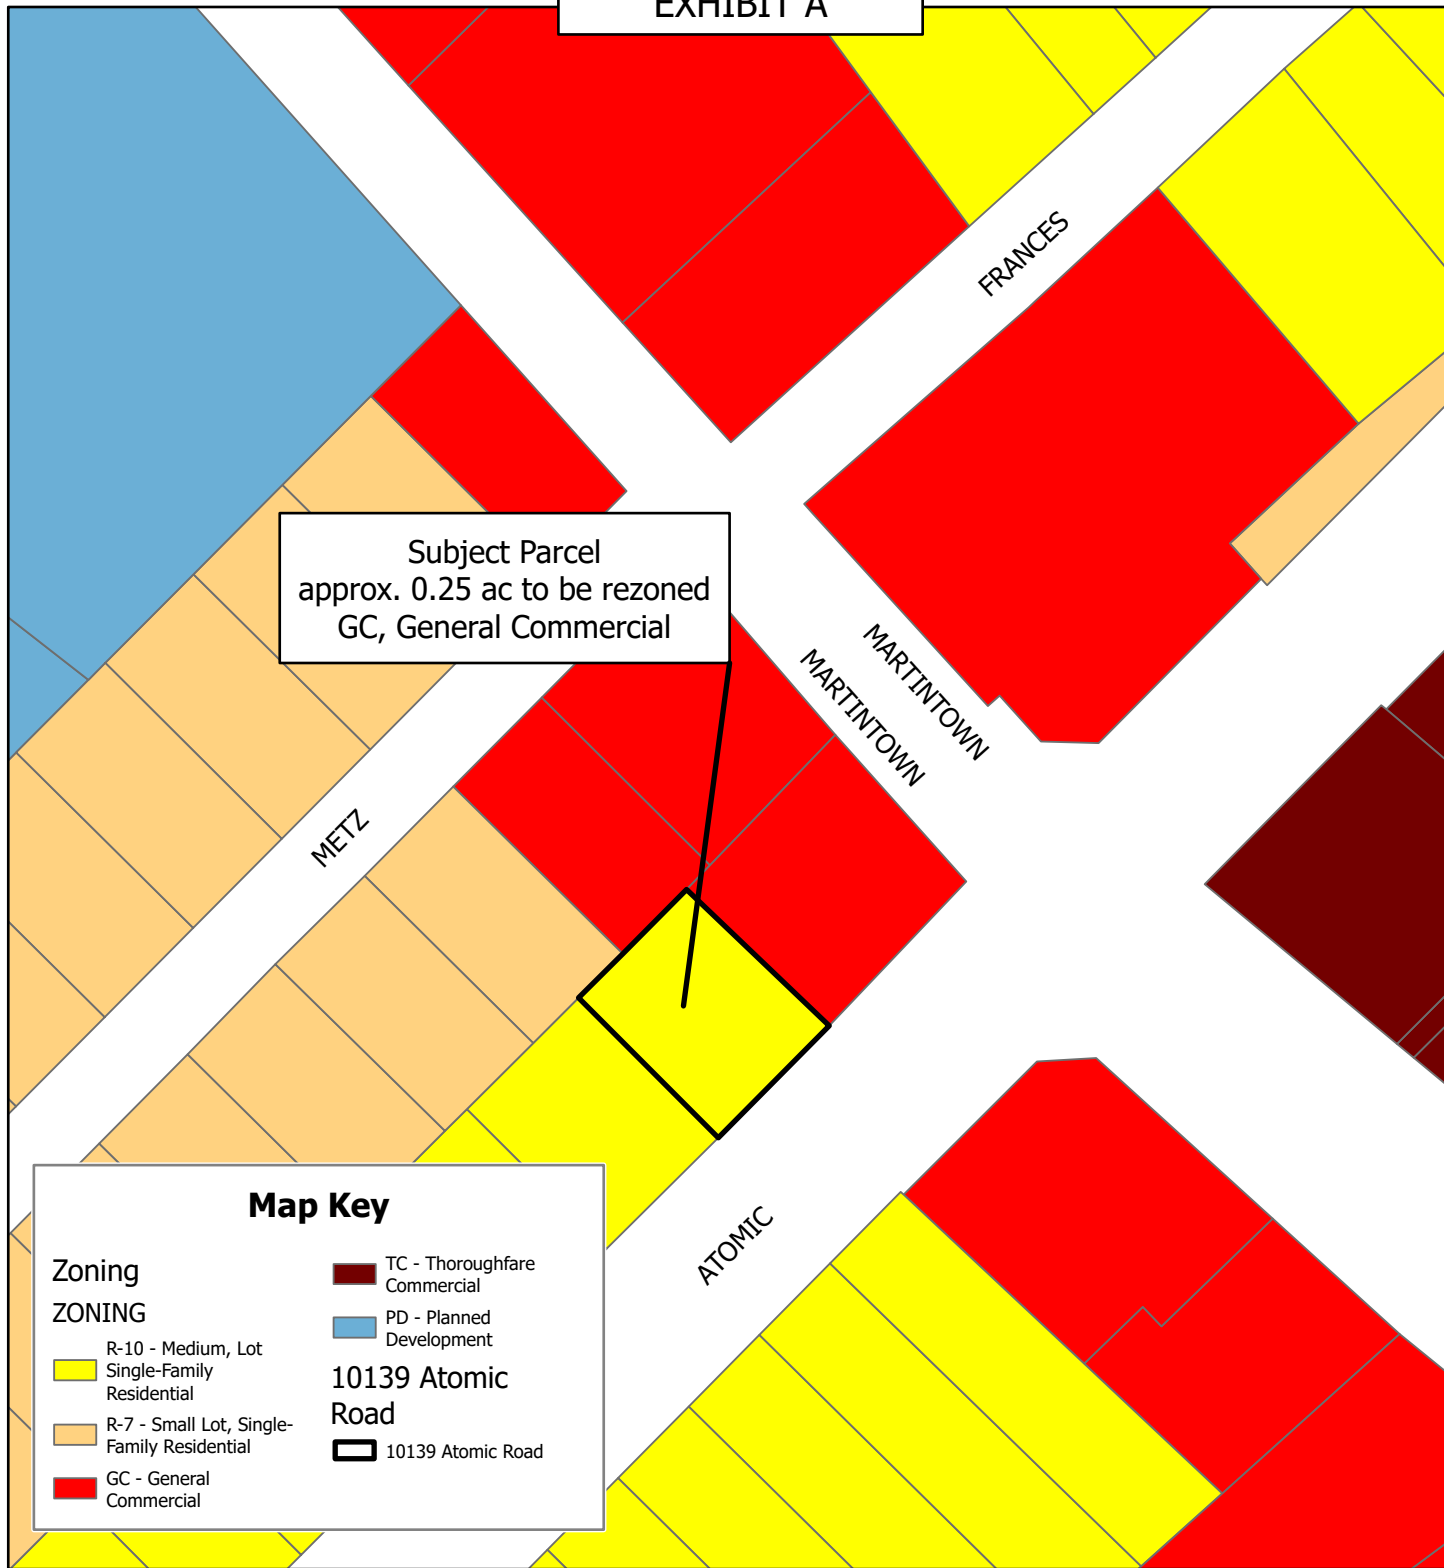 EXHIBIT A
FRANCES
Subject Parcel
approx. 0.25 ac to be rezoned
GC, General Commercial
MARTINTOWN
MARTINTOWN
METZ
ATOMIC
Map Key
Zoning
ZONING
R-10 - Medium, Lot
Single-Family
Residential
R-7 - Small Lot, Single-
Family Residential
GC - General
Commercial
TC - Thoroughfare
Commercial
PD - Planned
Development
10139 Atomic
Road
10139 Atomic Road